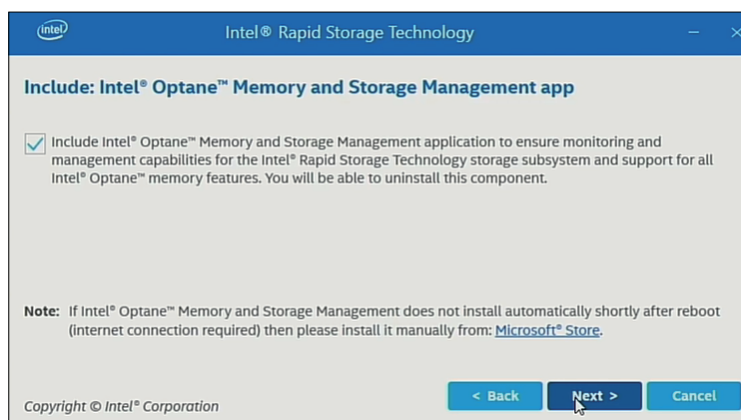 intel
Intel® Rapid Storage Technology
Include: Intel® Optane™ Memory and Storage Management app
Include Intel® Optane™ Memory and Storage Management application to ensure monitoring and
management capabilities for the Intel® Rapid Storage Technology storage subsystem and support for all
Intel® Optane™ memory features. You will be able to uninstall this component.
Note: If Intel® Optane™ Memory and Storage Management does not install automatically shortly after reboot
(internet connection required) then please install it manually from: Microsoft® Store.
< Back Next > Cancel
Copyright © Intel® Corporation